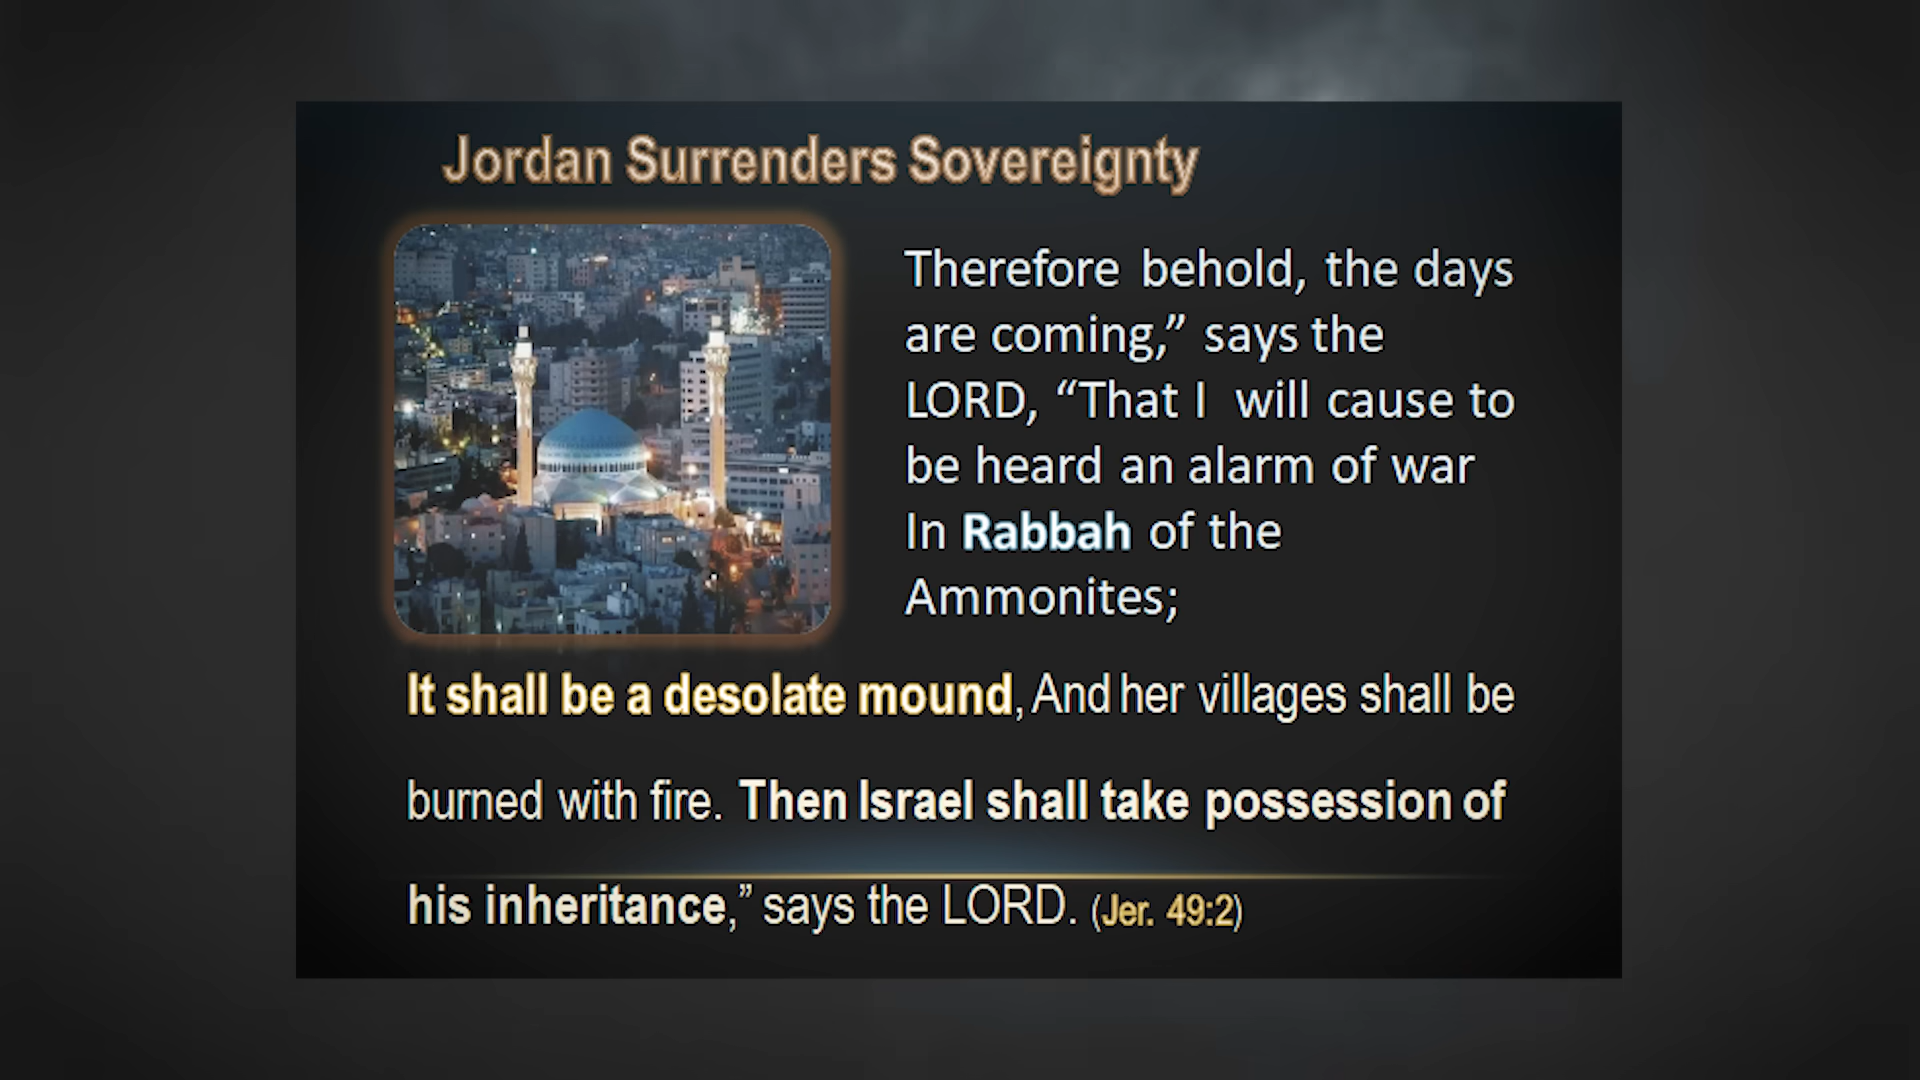 Jordan Surrenders Sovereignty
Therefore behold, the days
are coming,” says the
LORD, “That I will cause to
be heard an alarm of war
In Rabbah of the
Ammonites;
It shall be a desolate mound, And her villages shall be
burned with fire. Then Israel shall take possession of
his inheritance,” says the LORD. (Jer. 49:2)